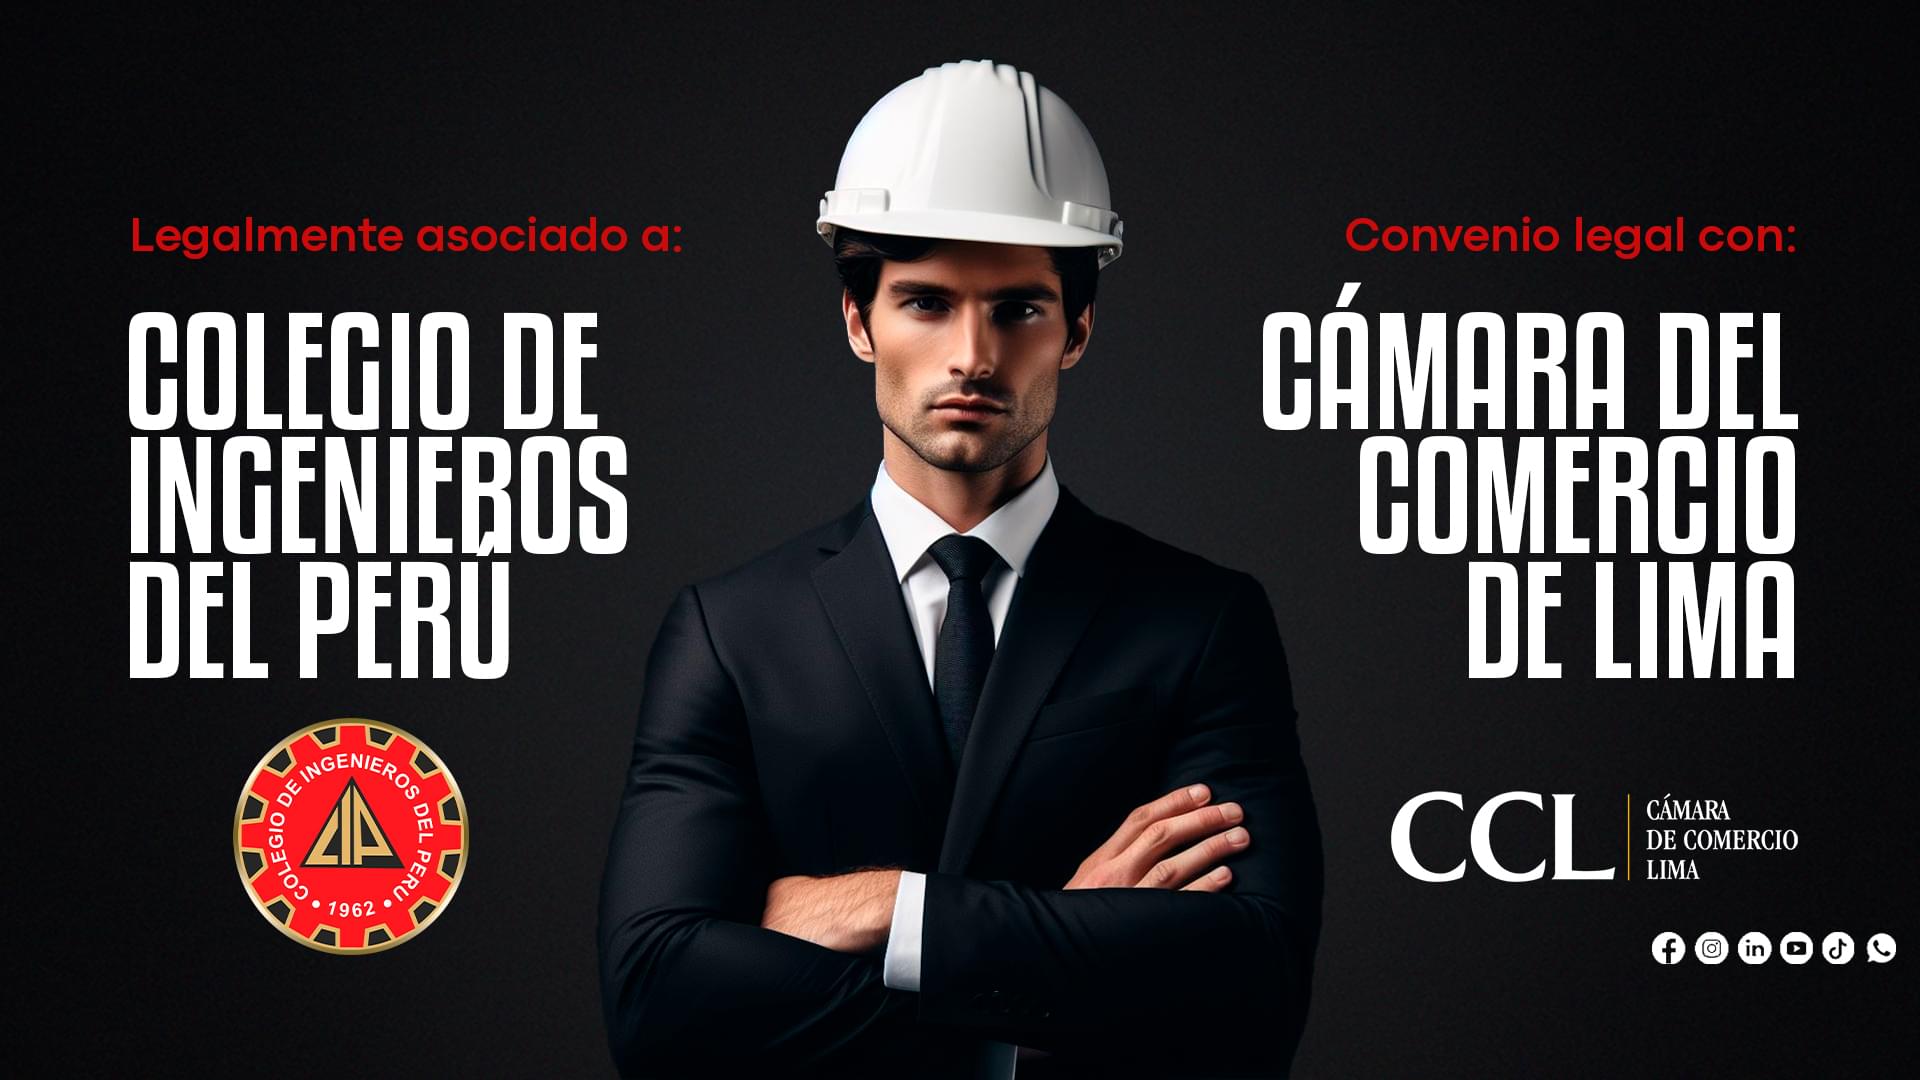 Legalmente asociado a:
COLEGIO DE
INGENIEROS
DEL PERÚ
COLEGIO DE INGENIEROS DEL PERU
CIP
• 1962 •
Convenio legal con:
CÁMARA DEL
COMERCIO
DE LIMA
CCL
CÁMARA
DE COMERCIO
LIMA